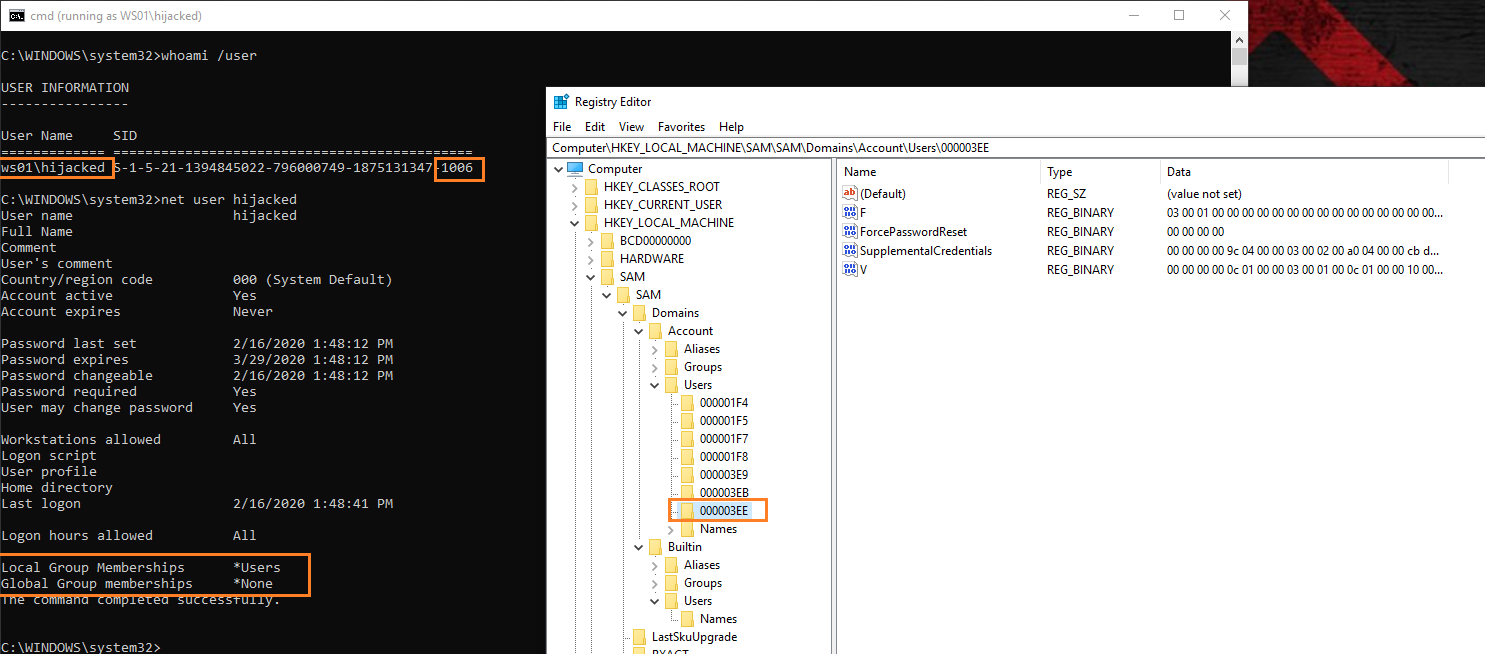 cmd (running as WS01\hijacked)
C:\WINDOWS\system32>whoami /user
USER INFORMATION
----------------
User Name     SID
============= ==============================================
ws01\hijacked S-1-5-21-1394845022-796000749-1875131347-1006
C:\WINDOWS\system32>net user hijacked
User name                    hijacked
Full Name
Comment
User's comment
Country/region code          000 (System Default)
Account active               Yes
Account expires              Never
Password last set            2/16/2020 1:48:12 PM
Password expires             3/29/2020 1:48:12 PM
Password changeable          2/16/2020 1:48:12 PM
Password required            Yes
User may change password     Yes
Workstations allowed         All
Logon script
User profile
Home directory
Last logon                   2/16/2020 1:48:41 PM
Logon hours allowed          All
Local Group Memberships      *Users
Global Group memberships     *None
The command completed successfully.
C:\WINDOWS\system32>
Registry Editor
File Edit View Favorites Help
Computer\HKEY_LOCAL_MACHINE\SAM\SAM\Domains\Account\Users\000003EE
Computer
HKEY_CLASSES_ROOT
HKEY_CURRENT_USER
HKEY_LOCAL_MACHINE
BCD00000000
HARDWARE
SAM
SAM
Domains
Account
Aliases
Groups
Users
000001F4
000001F5
000001F7
000001F8
000003E9
000003EB
000003EE
Names
Builtin
Aliases
Groups
Users
Names
LastSkuUpgrade
RXACT
Name Type Data
(Default) REG_SZ (value not set)
F REG_BINARY 03 00 01 00 00 00 00 00 00 00 00 00 00 00 00 00 00 00...
ForcePasswordReset REG_BINARY 00 00 00 00
SupplementalCredentials REG_BINARY 00 00 00 00 9c 04 00 00 03 00 02 00 a0 04 00 00 cb d...
V REG_BINARY 00 00 00 00 0c 01 00 00 03 00 01 00 0c 01 00 00 10 00...